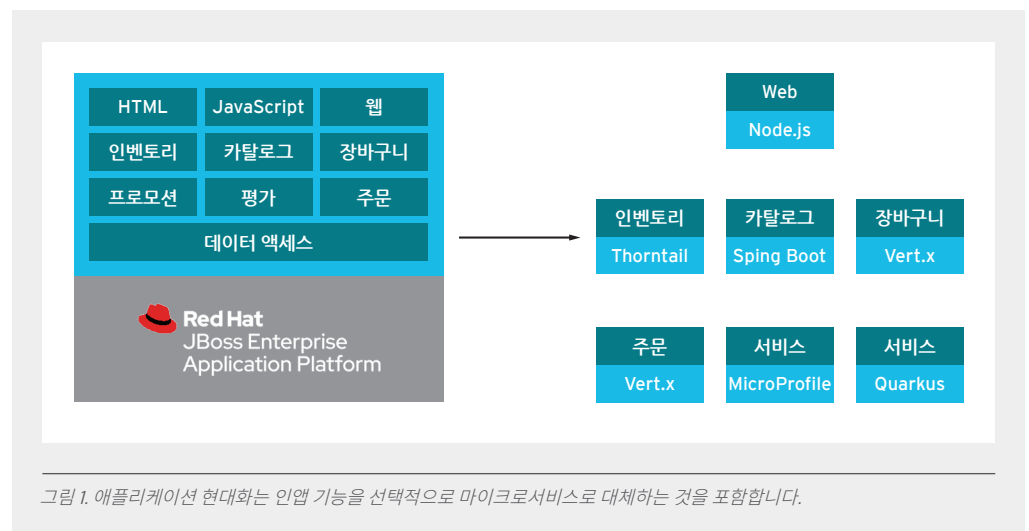 HTML JavaScript 웹
인벤토리 카탈로그 장바구니
프로모션 평가 주문
데이터 액세스
Red Hat
JBoss Enterprise
Application Platform
Web
Node.js
인벤토리 카탈로그 장바구니
Thorntail Sping Boot Vert.x
주문 서비스 서비스
Vert.x MicroProfile Quarkus
그림 1. 애플리케이션 현대화는 인앱 기능을 선택적으로 마이크로서비스로 대체하는 것을 포함합니다.